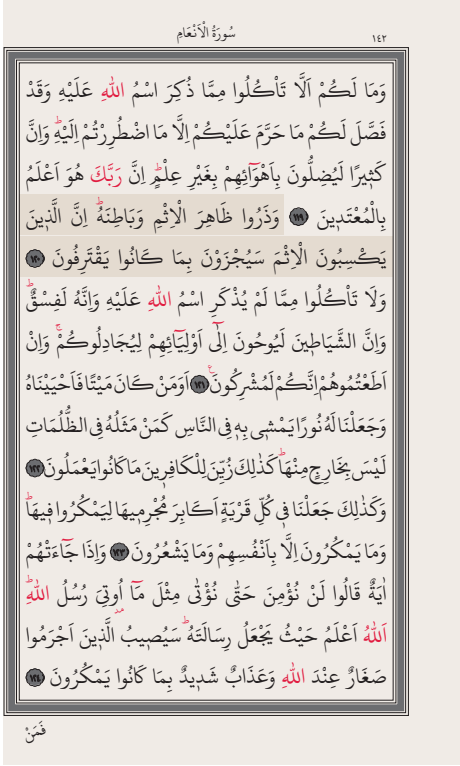 سُورَةُ الْاَنْعَامِ ١٤٢
وَمَا لَكُمْ اَلَّا تَأْكُلُوا مِمَّا ذُكِرَ اسْمُ اللّٰهِ عَلَيْهِ وَقَدْ
فَصَّلَ لَكُمْ مَا حَرَّمَ عَلَيْكُمْ اِلَّا مَا اضْطُرِرْتُمْ اِلَيْهِۜ وَاِنَّ
كَث۪يرًا لَيُضِلُّونَ بِاَهْوَٓائِهِمْ بِغَيْرِ عِلْمٍۜ اِنَّ رَبَّكَ هُوَ اَعْلَمُ
بِالْمُعْتَد۪ينَ ١١٩ وَذَرُوا ظَاهِرَ الْاِثْمِ وَبَاطِنَهُۜ اِنَّ الَّذ۪ينَ
يَكْسِبُونَ الْاِثْمَ سَيُجْزَوْنَ بِمَا كَانُوا يَقْتَرِفُونَ ١٢٠
وَلَا تَأْكُلُوا مِمَّا لَمْ يُذْكَرِ اسْمُ اللّٰهِ عَلَيْهِ وَاِنَّهُ لَفِسْقٌۜ
وَاِنَّ الشَّيَاط۪ينَ لَيُوحُونَ اِلٰٓى اَوْلِيَٓائِهِمْ لِيُجَادِلُوكُمْۚ وَاِنْ
اَطَعْتُمُوهُمْ اِنَّكُمْ لَمُشْرِكُونَ۟ ١٢١ اَوَمَنْ كَانَ مَيْتًا فَاَحْيَيْنَاهُ
وَجَعَلْنَا لَهُ نُورًا يَمْش۪ي بِه۪ فِي النَّاسِ كَمَنْ مَثَلُهُ فِي الظُّلُمَاتِ
لَيْسَ بِخَارِجٍ مِنْهَاۜ كَذٰلِكَ زُيِّنَ لِلْكَافِر۪ينَ مَا كَانُوا يَعْمَلُونَ ١٢٢
وَكَذٰلِكَ جَعَلْنَا ف۪ي كُلِّ قَرْيَةٍ اَكَابِرَ مُجْرِم۪يهَا لِيَمْكُرُوا ف۪يهَاۜ
وَمَا يَمْكُرُونَ اِلَّا بِاَنْفُسِهِمْ وَمَا يَشْعُرُونَ ١٢٣ وَاِذَا جَٓاءَتْهُمْ
اٰيَةٌ قَالُوا لَنْ نُؤْمِنَ حَتّٰى نُؤْتٰى مِثْلَ مَٓا اُو۫تِيَ رُسُلُ اللّٰهِۜ
اَللّٰهُ اَعْلَمُ حَيْثُ يَجْعَلُ رِسَالَتَهُۜ سَيُص۪يبُ الَّذ۪ينَ اَجْرَمُوا
صَغَارٌ عِنْدَ اللّٰهِ وَعَذَابٌ شَد۪يدٌ بِمَا كَانُوا يَمْكُرُونَ ١٢٤
فَمَنْ